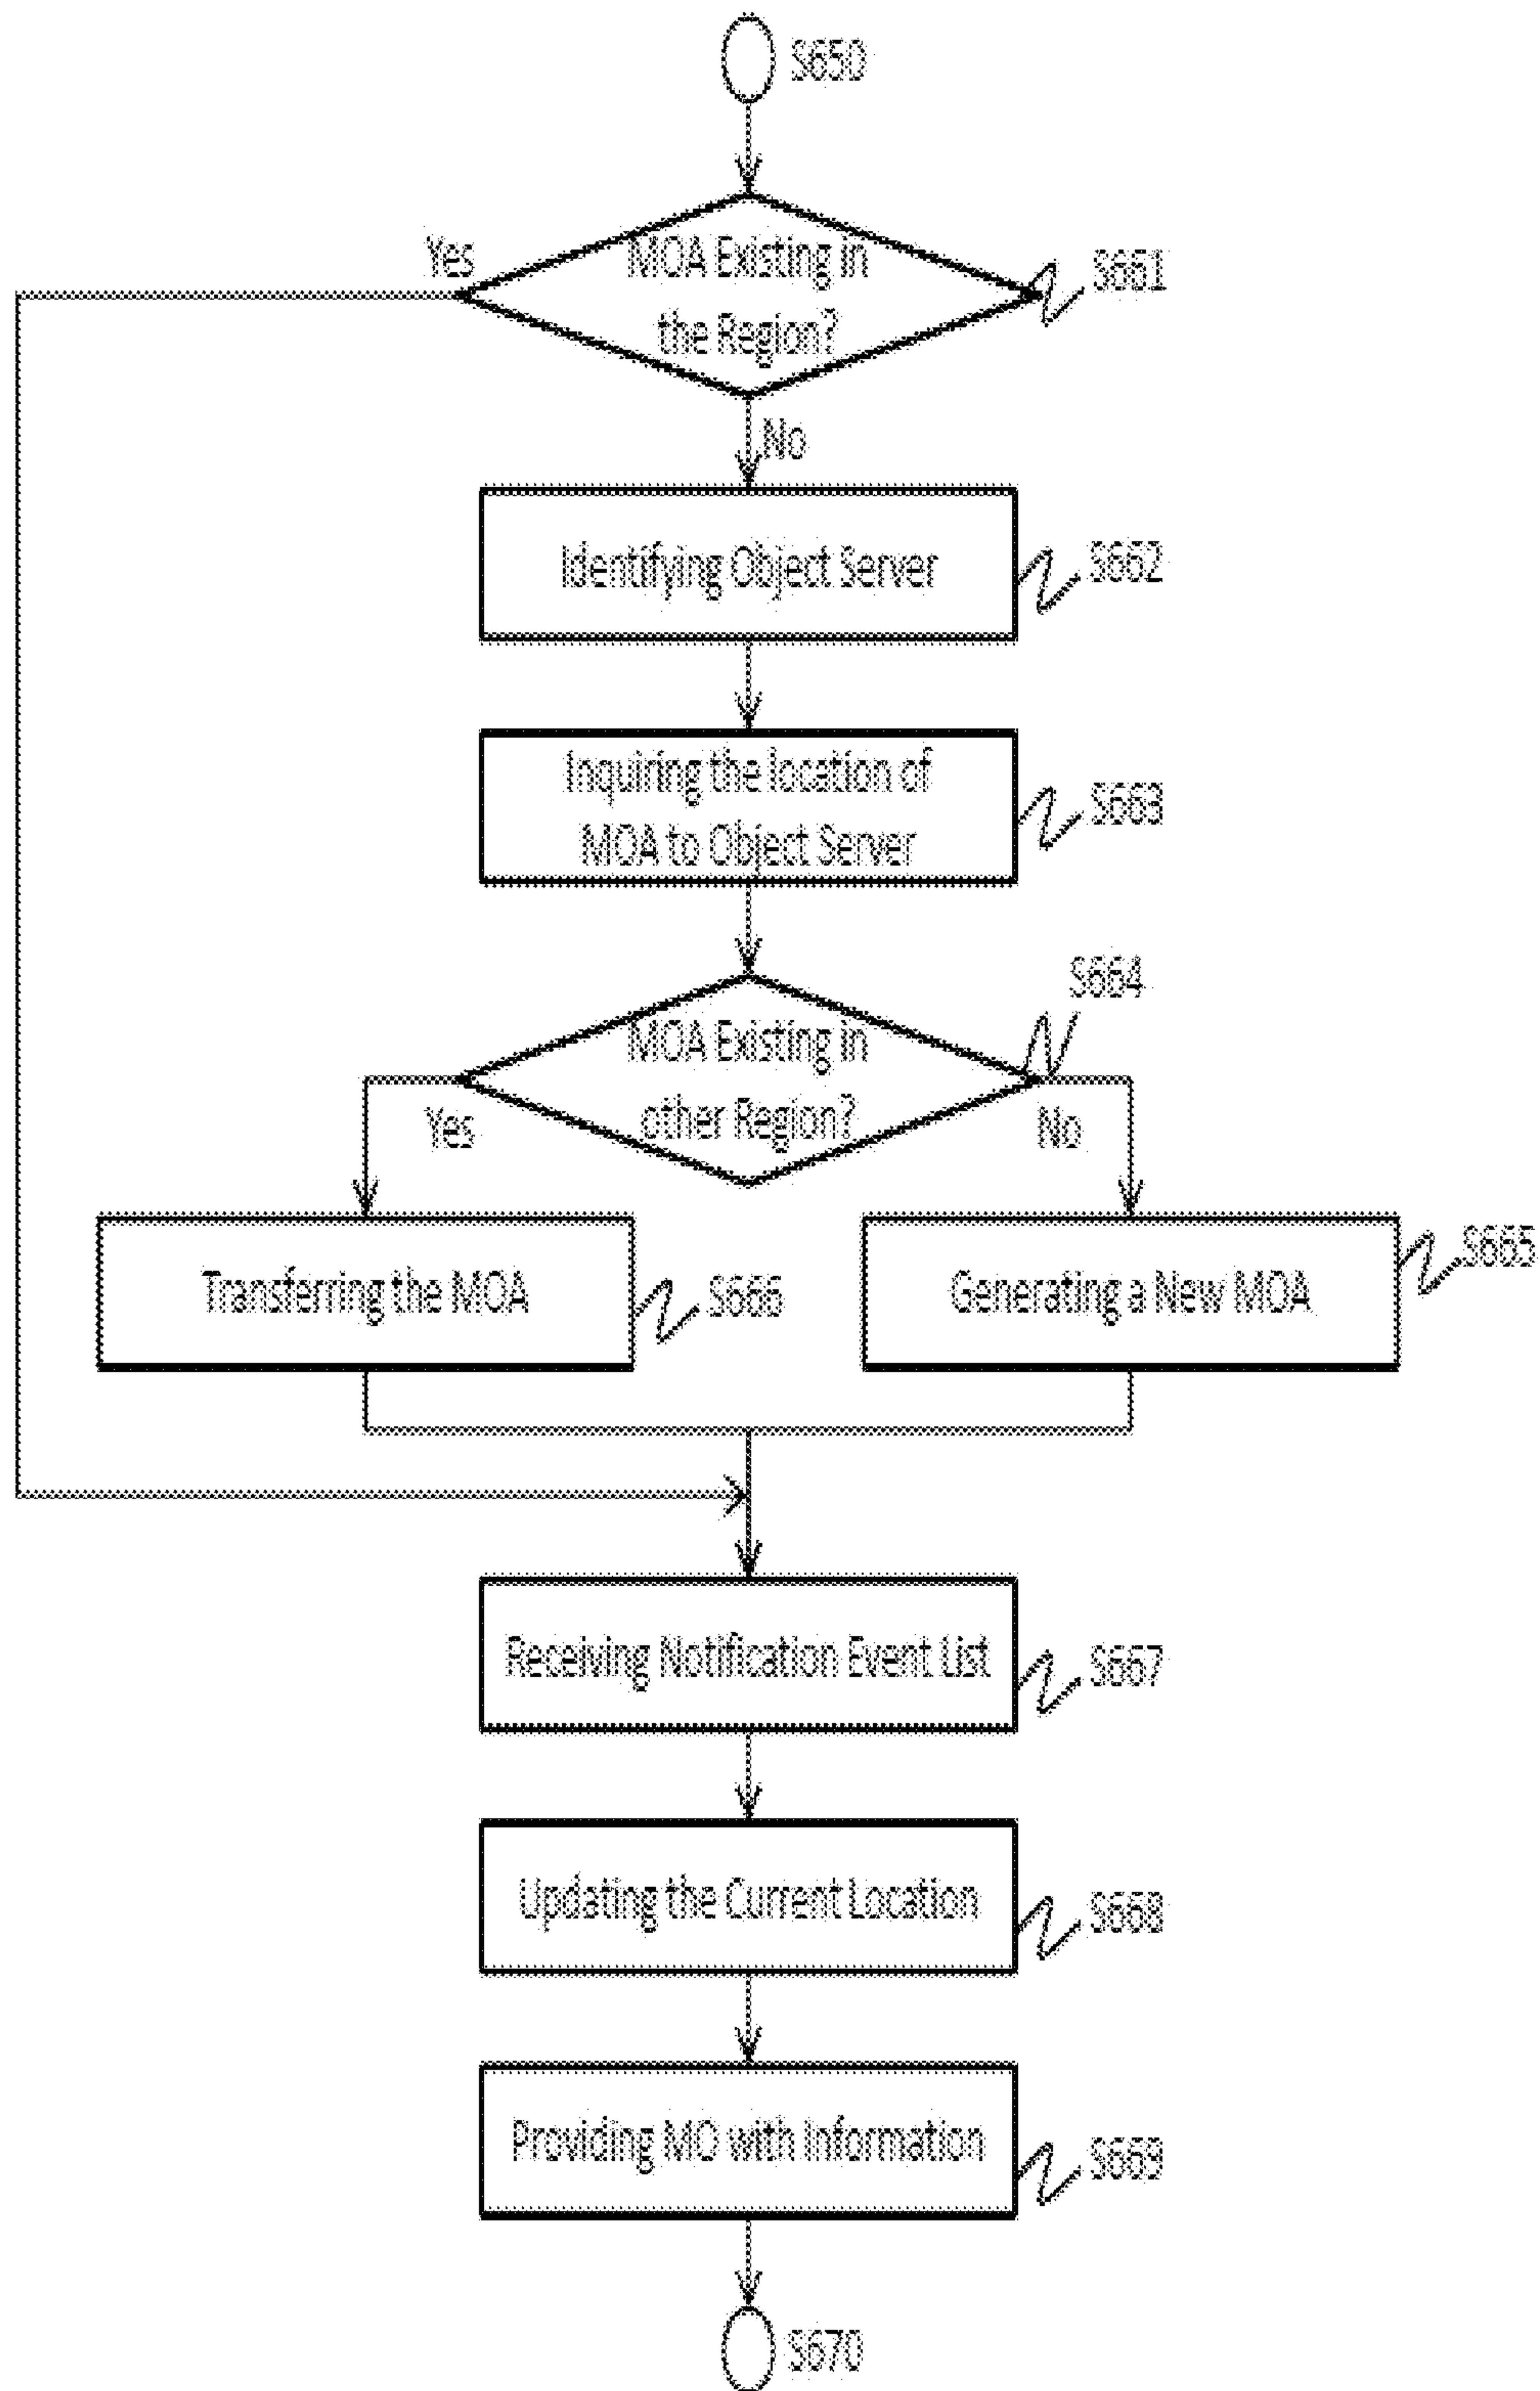 S650
Yes
MOA Existing in
the Region?
S661
No
Identifying Object Server
S662
Inquiring the location of
MOA to Object Server
S663
S664
MOA Existing in
other Region?
Yes
No
Transferring the MOA
S666
Generating a New MOA
S665
Receiving Notification Event List
S667
Updating the Current Location
S668
Providing MO with Information
S669
S670